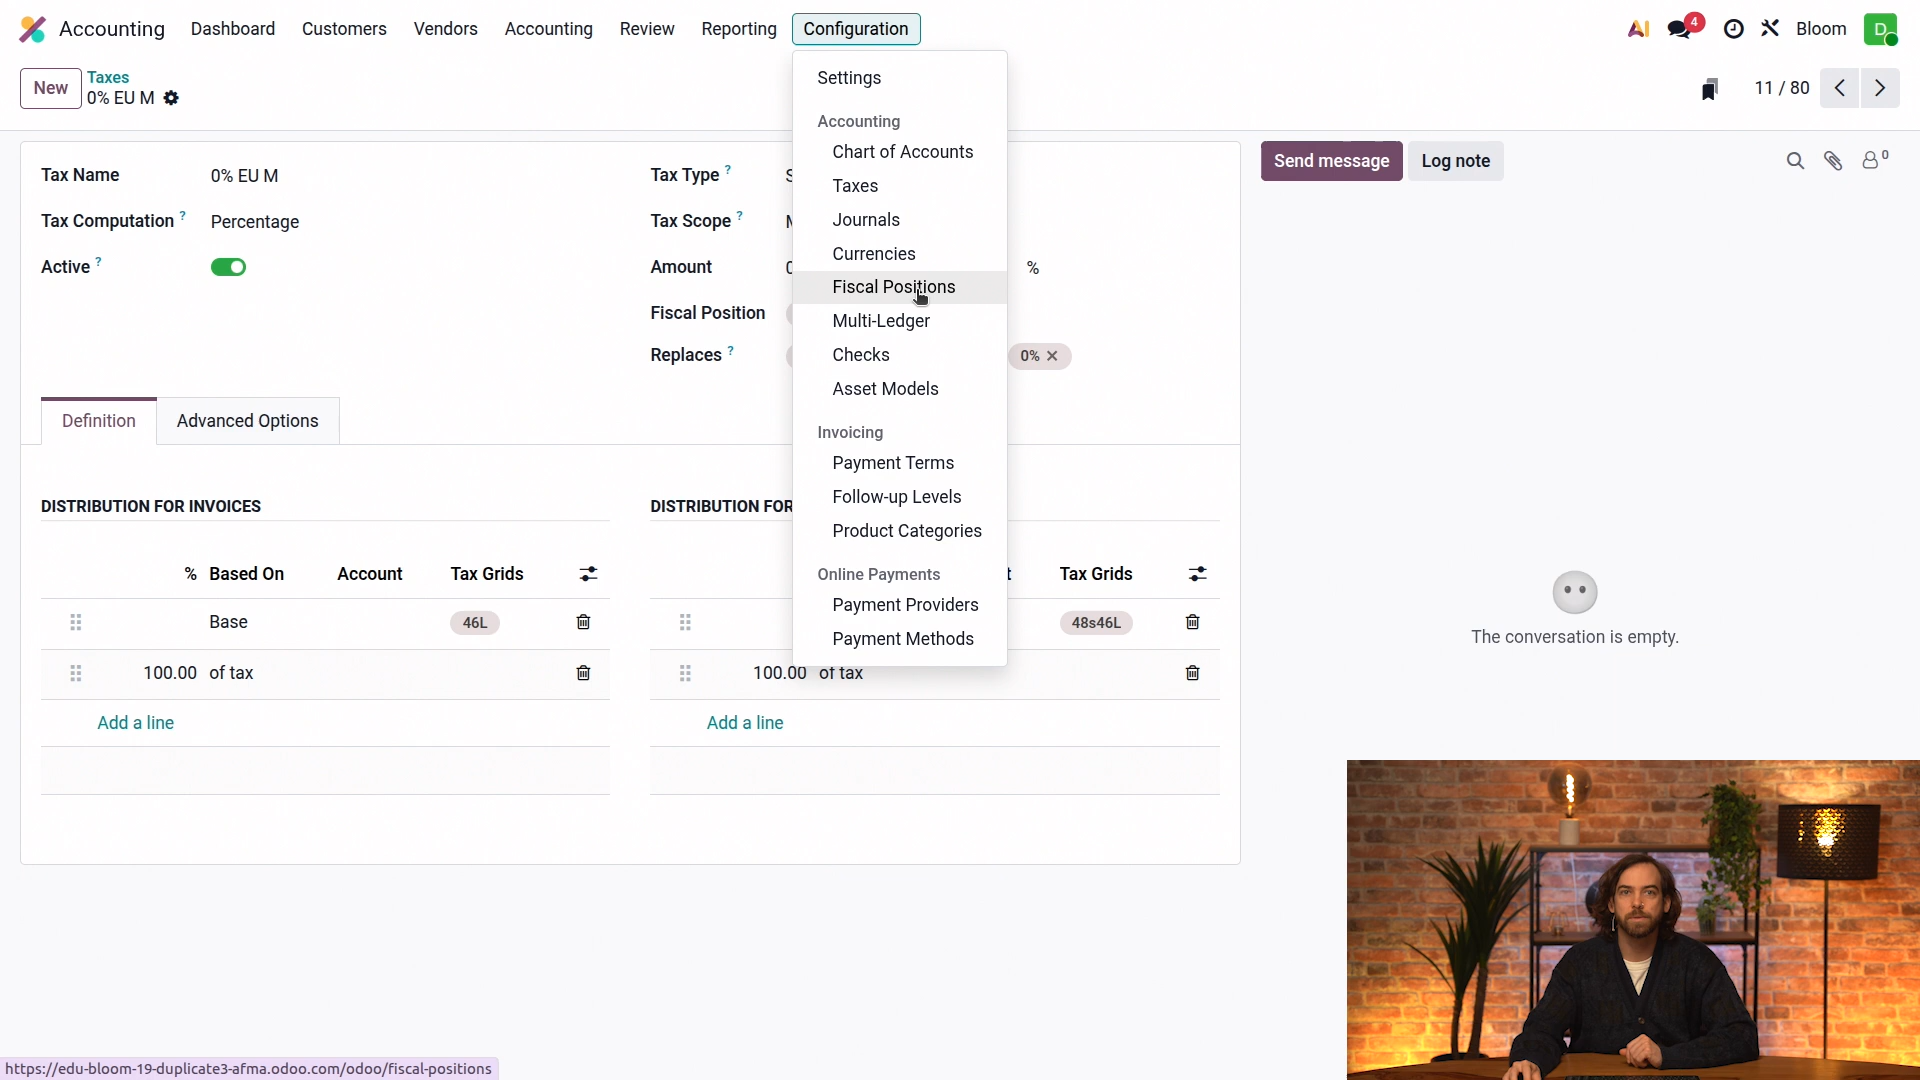 Accounting Dashboard Customers Vendors Accounting Review Reporting Configuration AI 4 Bloom D
New Taxes 11 / 80
0% EU M
Settings
Accounting
Chart of Accounts
Taxes
Journals
Currencies
Fiscal Positions
Multi-Ledger
Checks
Asset Models
Invoicing
Payment Terms
Follow-up Levels
Product Categories
Online Payments
Payment Providers
Payment Methods
Send message Log note 0
Tax Name 0% EU M Tax Type ?
Tax Computation ? Percentage Tax Scope ?
Active ? Amount %
Fiscal Position
Replaces ? 0% ×
Definition Advanced Options
DISTRIBUTION FOR INVOICES DISTRIBUTION FOR
% Based On Account Tax Grids Tax Grids
Base 46L 48s46L
100.00 of tax 100.00 of tax
Add a line Add a line
The conversation is empty.
https://edu-bloom-19-duplicate3-afma.odoo.com/odoo/fiscal-positions